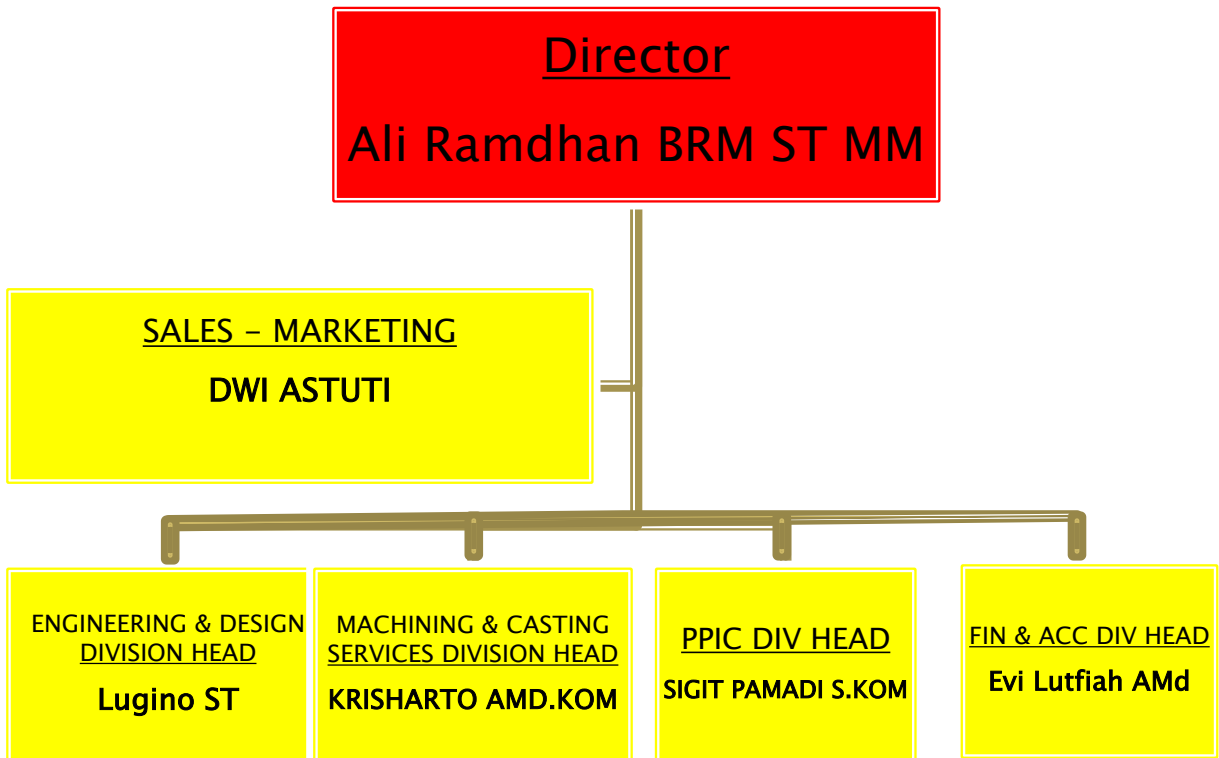 Director
Ali Ramdhan BRM ST MM
SALES - MARKETING
DWI ASTUTI
ENGINEERING & DESIGN
DIVISION HEAD
Lugino ST
MACHINING & CASTING
SERVICES DIVISION HEAD
KRISHARTO AMD.KOM
PPIC DIV HEAD
SIGIT PAMADI S.KOM
FIN & ACC DIV HEAD
Evi Lutfiah AMd